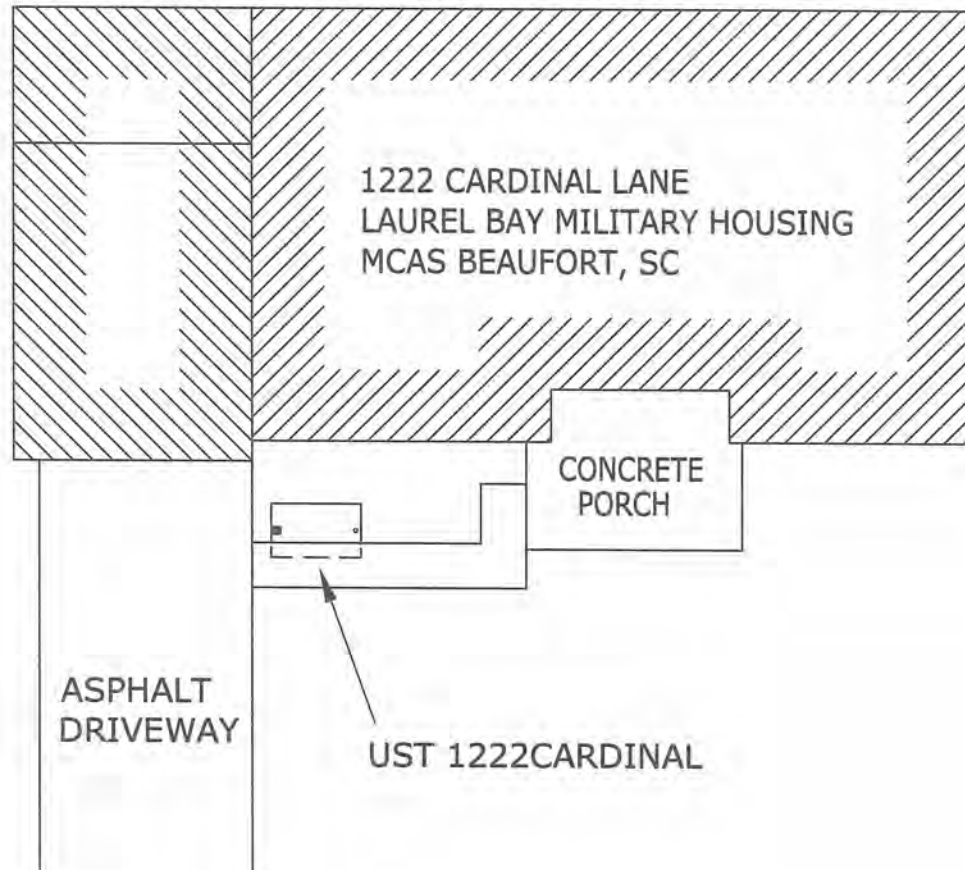 1222 CARDINAL LANE
LAUREL BAY MILITARY HOUSING
MCAS BEAUFORT, SC
CONCRETE
PORCH
ASPHALT
DRIVEWAY
UST 1222CARDINAL